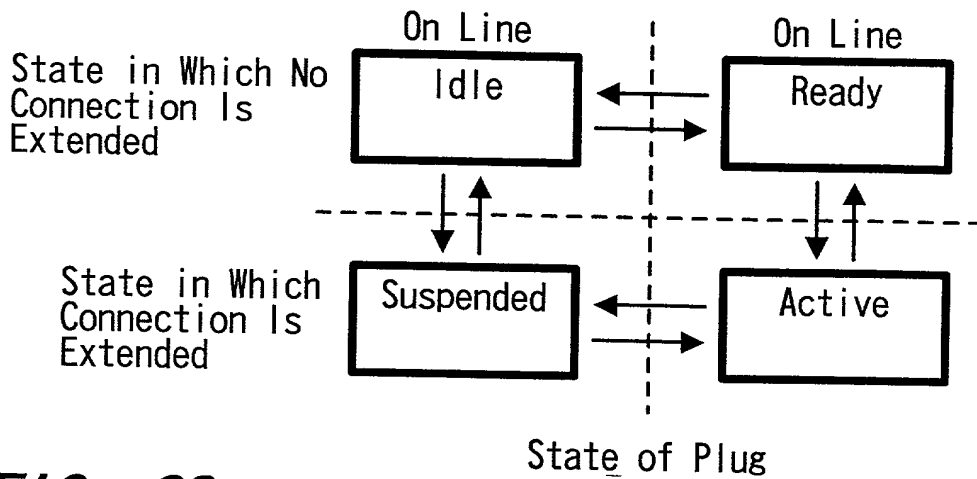 On Line
On Line
State in Which No
Connection Is
Extended
Idle
Ready
State in Which
Connection Is
Extended
Suspended
Active
State of Plug